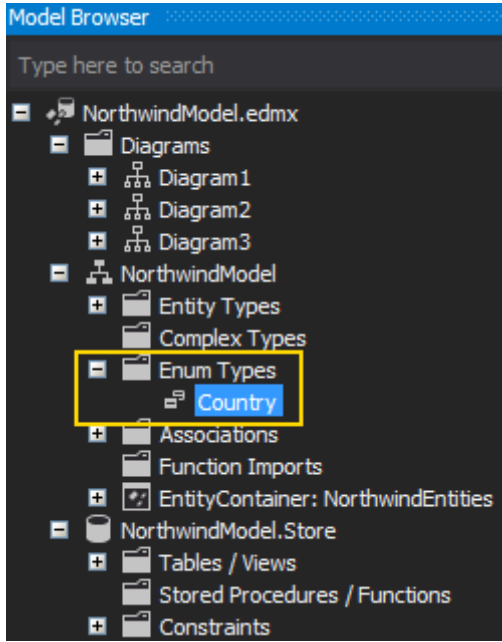 Model Browser
Type here to search
NorthwindModel.edmx
Diagrams
Diagram1
Diagram2
Diagram3
NorthwindModel
Entity Types
Complex Types
Enum Types
Country
Associations
Function Imports
EntityContainer: NorthwindEntities
NorthwindModel.Store
Tables / Views
Stored Procedures / Functions
Constraints